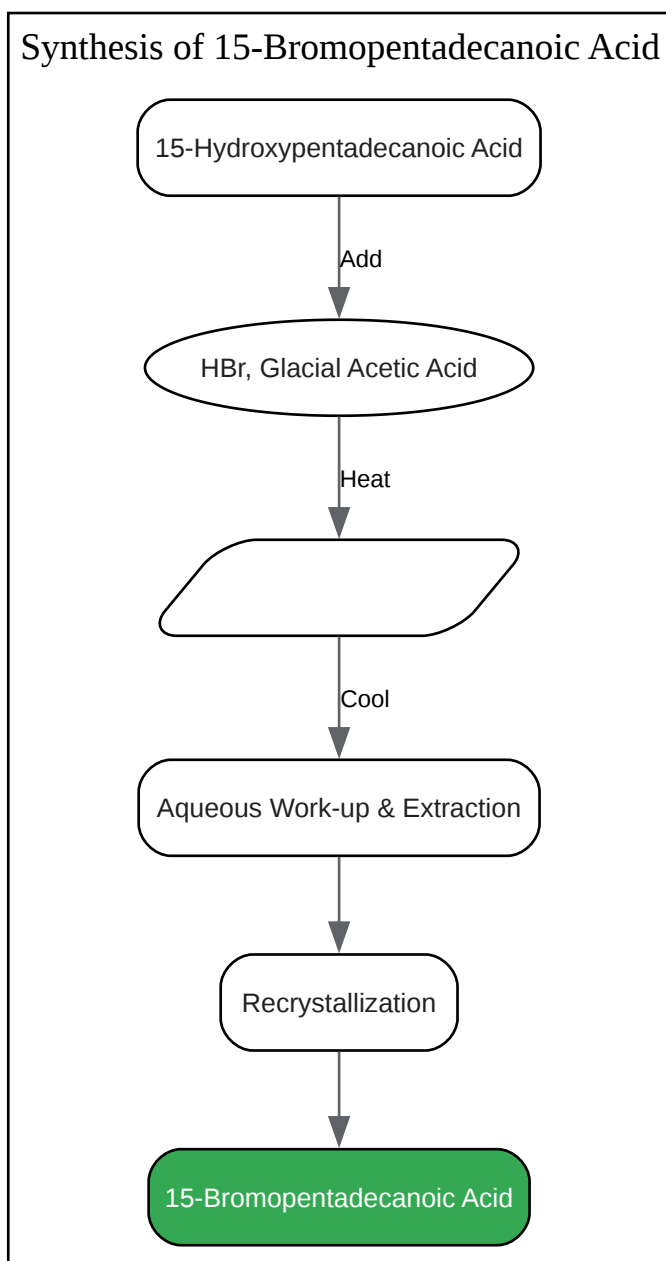 Synthesis of 15-Bromopentadecanoic Acid
15-Hydroxypentadecanoic Acid
Add
HBr, Glacial Acetic Acid
Heat
Cool
Aqueous Work-up & Extraction
Recrystallization
15-Bromopentadecanoic Acid